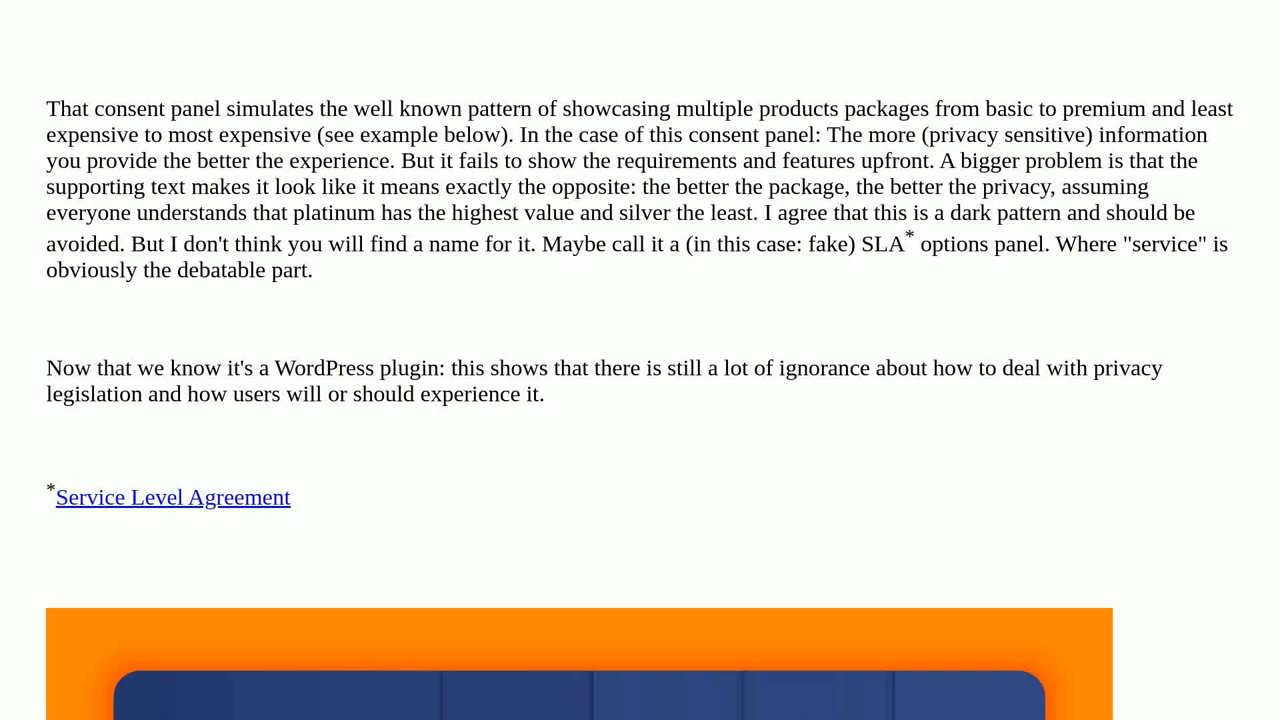 That consent panel simulates the well known pattern of showcasing multiple products packages from basic to premium and least
expensive to most expensive (see example below). In the case of this consent panel: The more (privacy sensitive) information
you provide the better the experience. But it fails to show the requirements and features upfront. A bigger problem is that the
supporting text makes it look like it means exactly the opposite: the better the package, the better the privacy, assuming
everyone understands that platinum has the highest value and silver the least. I agree that this is a dark pattern and should be
avoided. But I don't think you will find a name for it. Maybe call it a (in this case: fake) SLA* options panel. Where "service" is
obviously the debatable part.
Now that we know it's a WordPress plugin: this shows that there is still a lot of ignorance about how to deal with privacy
legislation and how users will or should experience it.
*Service Level Agreement